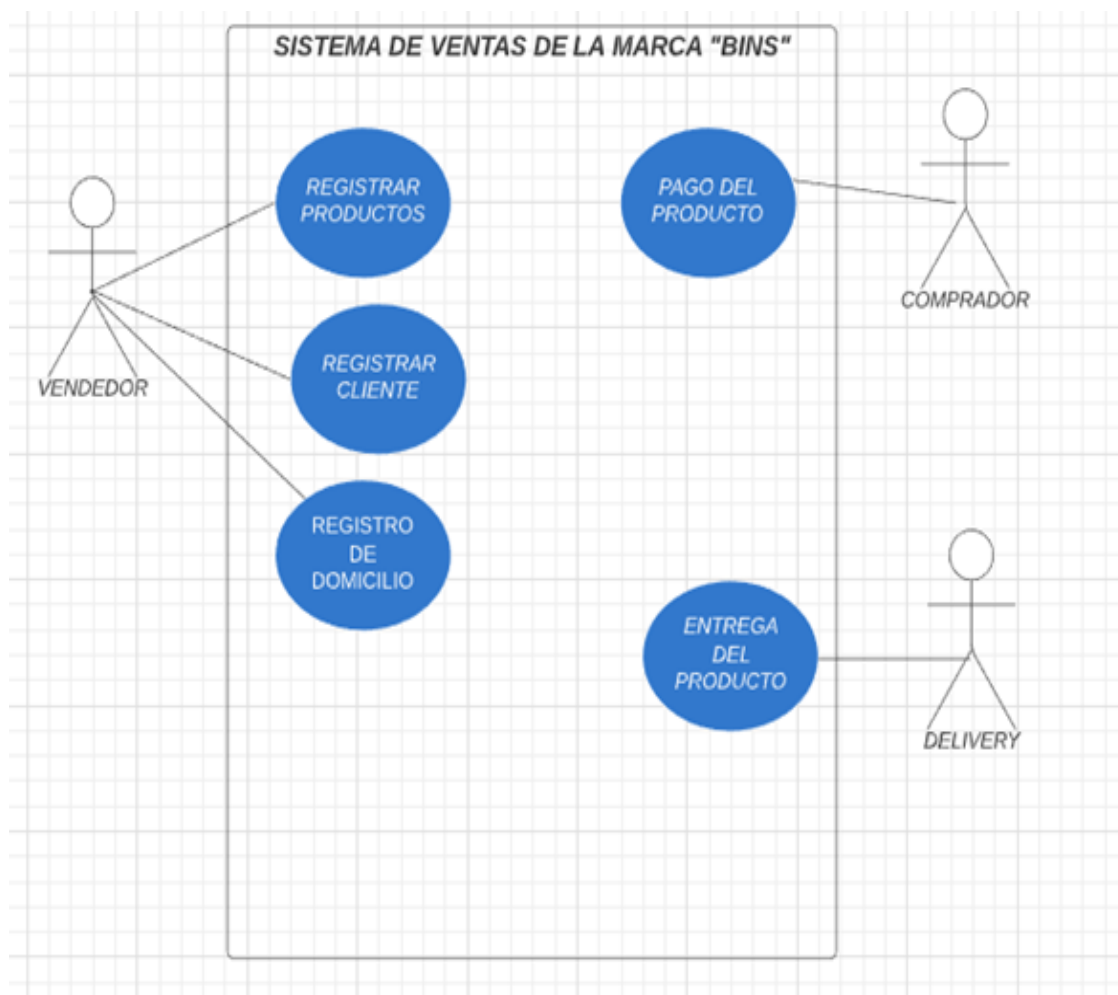 SISTEMA DE VENTAS DE LA MARCA "BINS"
REGISTRAR
PRODUCTOS
PAGO DEL
PRODUCTO
COMPRADOR
REGISTRAR
CLIENTE
VENDEDOR
REGISTRO
DE
DOMICILIO
ENTREGA
DEL
PRODUCTO
DELIVERY